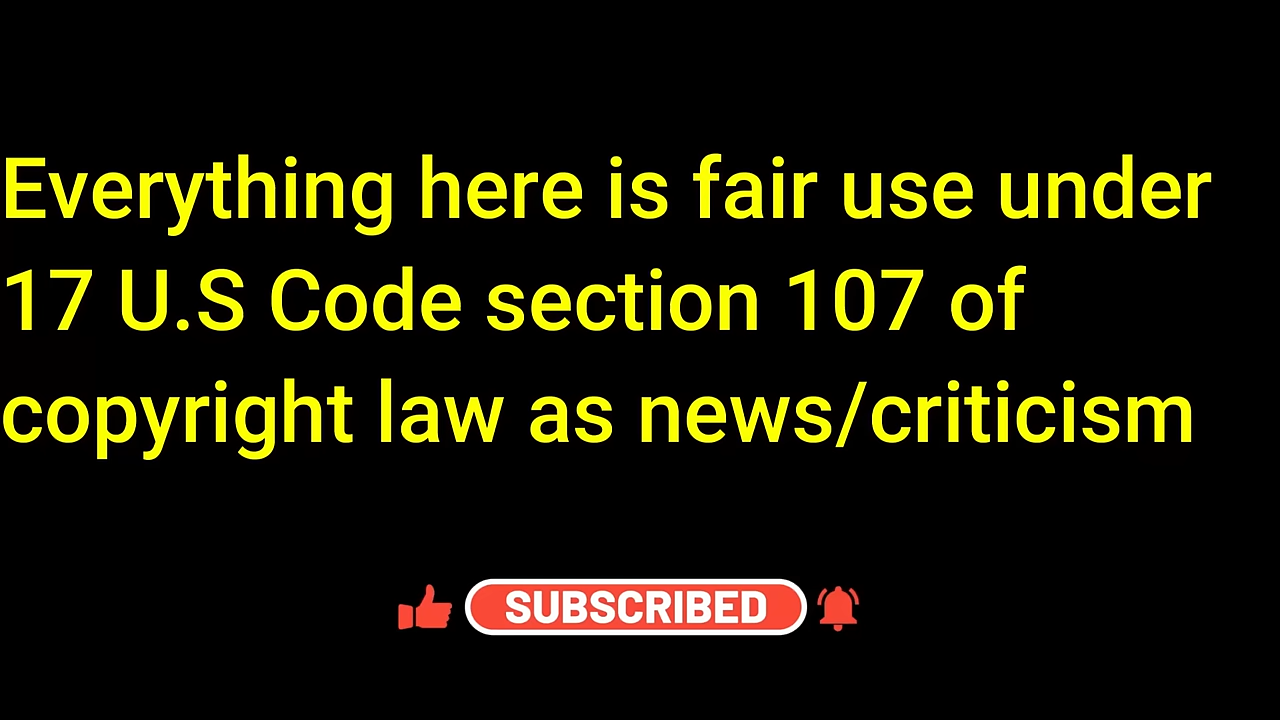 Everything here is fair use under
17 U.S Code section 107 of
copyright law as news/criticism
SUBSCRIBED